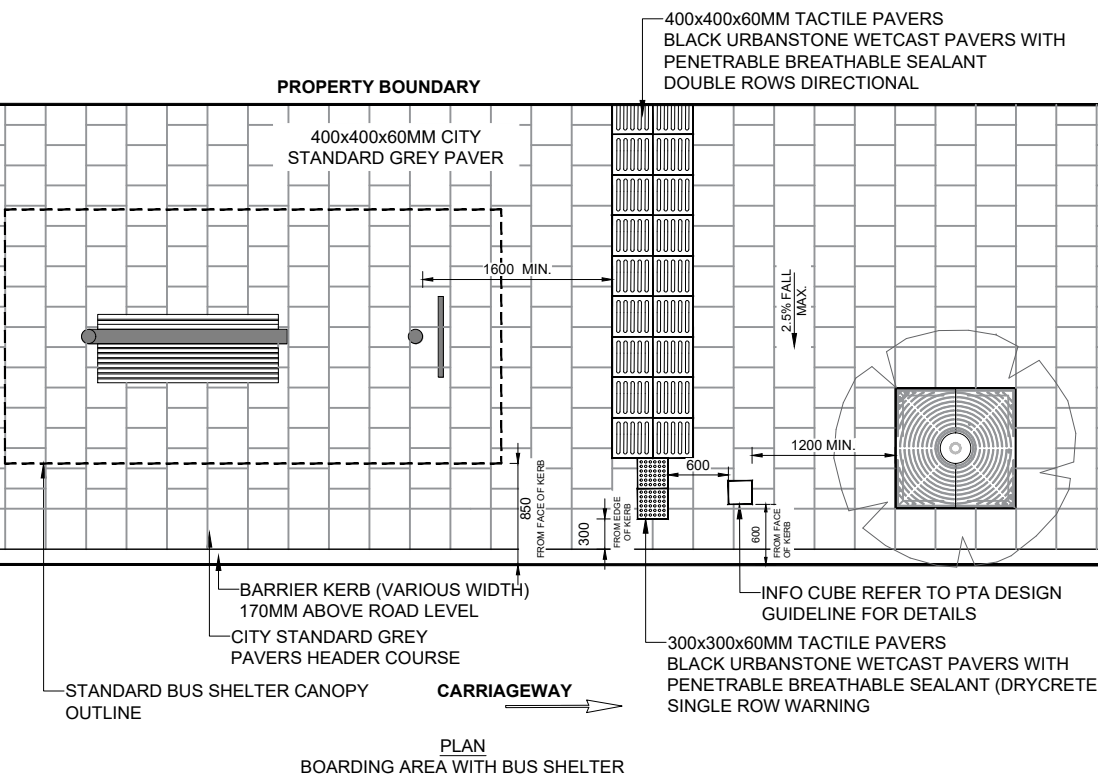 400x400x60MM TACTILE PAVERS
BLACK URBANSTONE WETCAST PAVERS WITH
PENETRABLE BREATHABLE SEALANT
DOUBLE ROWS DIRECTIONAL
PROPERTY BOUNDARY
400x400x60MM CITY
STANDARD GREY PAVER
1600 MIN.
2.5% FALL
MAX.
1200 MIN.
600
850
FROM FACE OF KERB
300
FROM EDGE
OF KERB
600
FROM FACE
OF KERB
BARRIER KERB (VARIOUS WIDTH)
170MM ABOVE ROAD LEVEL
INFO CUBE REFER TO PTA DESIGN
GUIDELINE FOR DETAILS
CITY STANDARD GREY
PAVERS HEADER COURSE
300x300x60MM TACTILE PAVERS
BLACK URBANSTONE WETCAST PAVERS WITH
PENETRABLE BREATHABLE SEALANT (DRYCRETE
SINGLE ROW WARNING
STANDARD BUS SHELTER CANOPY
OUTLINE
CARRIAGEWAY
PLAN
BOARDING AREA WITH BUS SHELTER